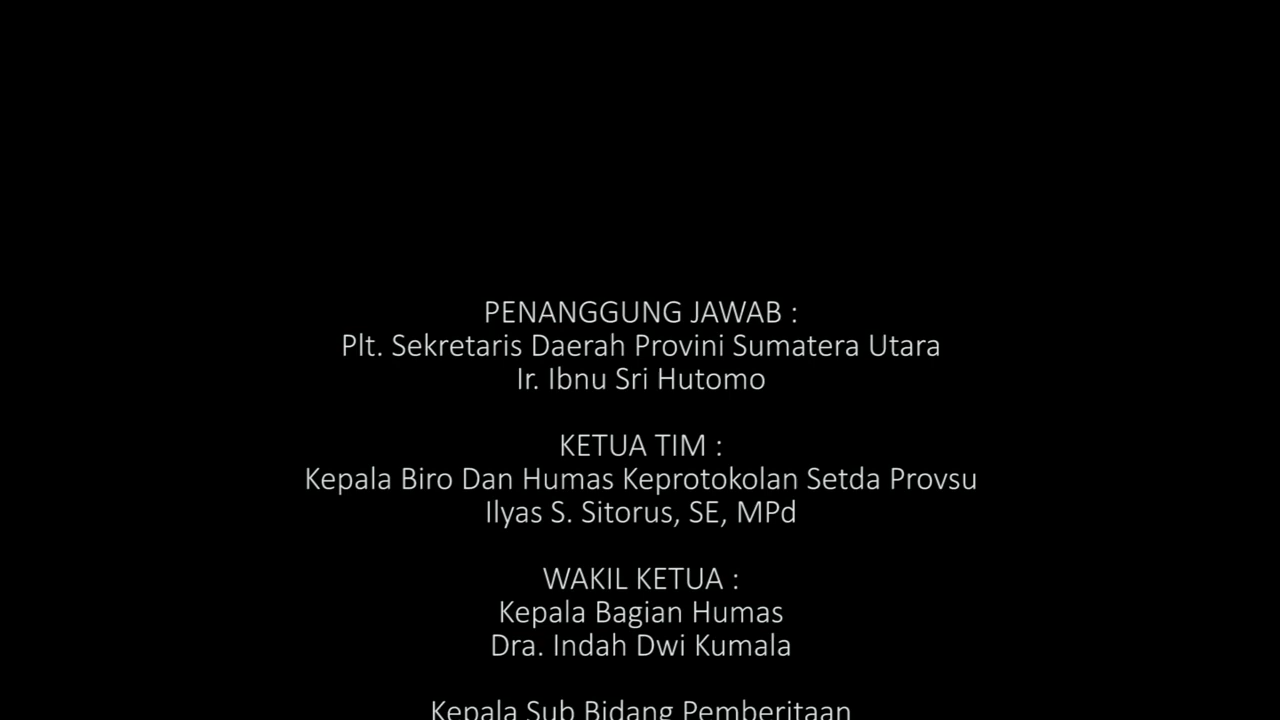 PENANGGUNG JAWAB :
Plt. Sekretaris Daerah Provini Sumatera Utara
Ir. Ibnu Sri Hutomo
KETUA TIM :
Kepala Biro Dan Humas Keprotokolan Setda Provsu
Ilyas S. Sitorus, SE, MPd
WAKIL KETUA :
Kepala Bagian Humas
Dra. Indah Dwi Kumala
Kepala Sub Bidang Pemberitaan